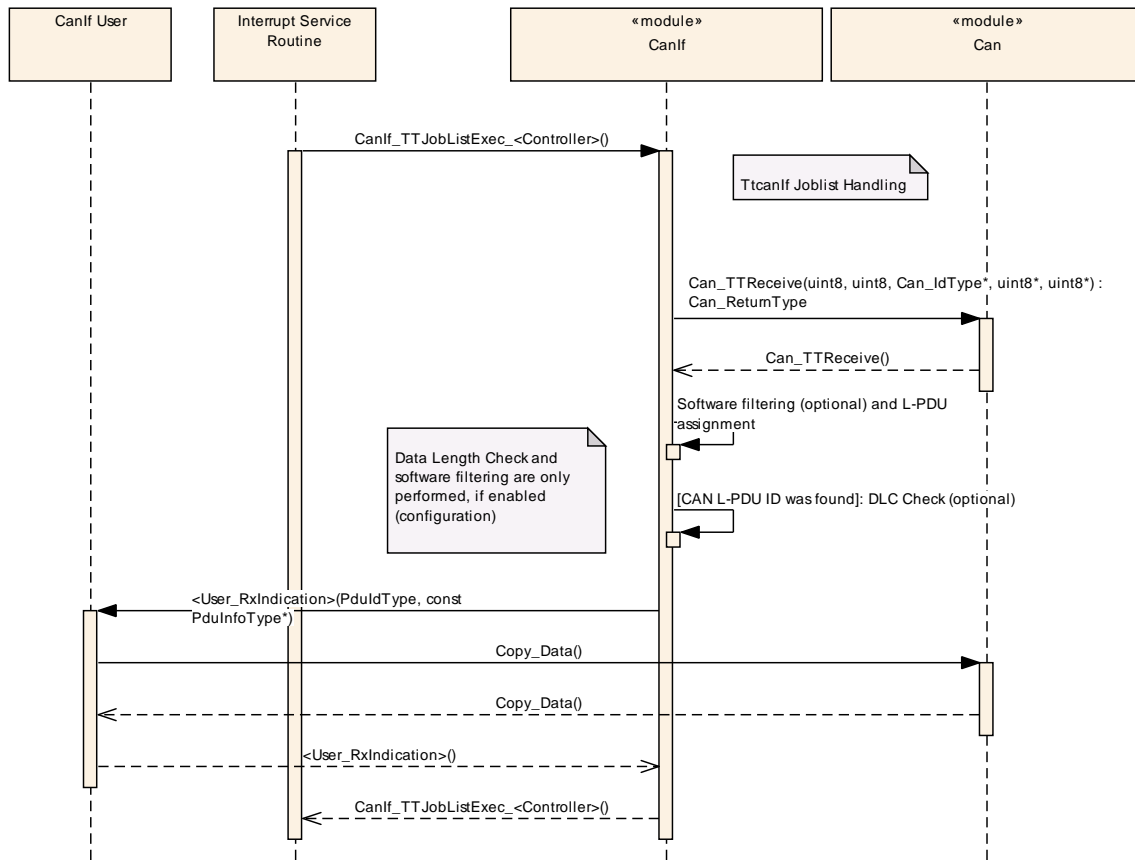 CanIf User
Interrupt Service
Routine
«module»
CanIf
«module»
Can
CanIf_TTJobListExec_<Controller>()
TtcanIf Joblist Handling
Can_TTReceive(uint8, uint8, Can_IdType*, uint8*, uint8*) :
Can_ReturnType
Can_TTReceive()
Software filtering (optional) and L-PDU
assignment
Data Length Check and
software filtering are only
performed, if enabled
(configuration)
[CAN L-PDU ID was found]: DLC Check (optional)
<User_RxIndication>(PduIdType, const
PduInfoType*)
Copy_Data()
Copy_Data()
<User_RxIndication>()
CanIf_TTJobListExec_<Controller>()